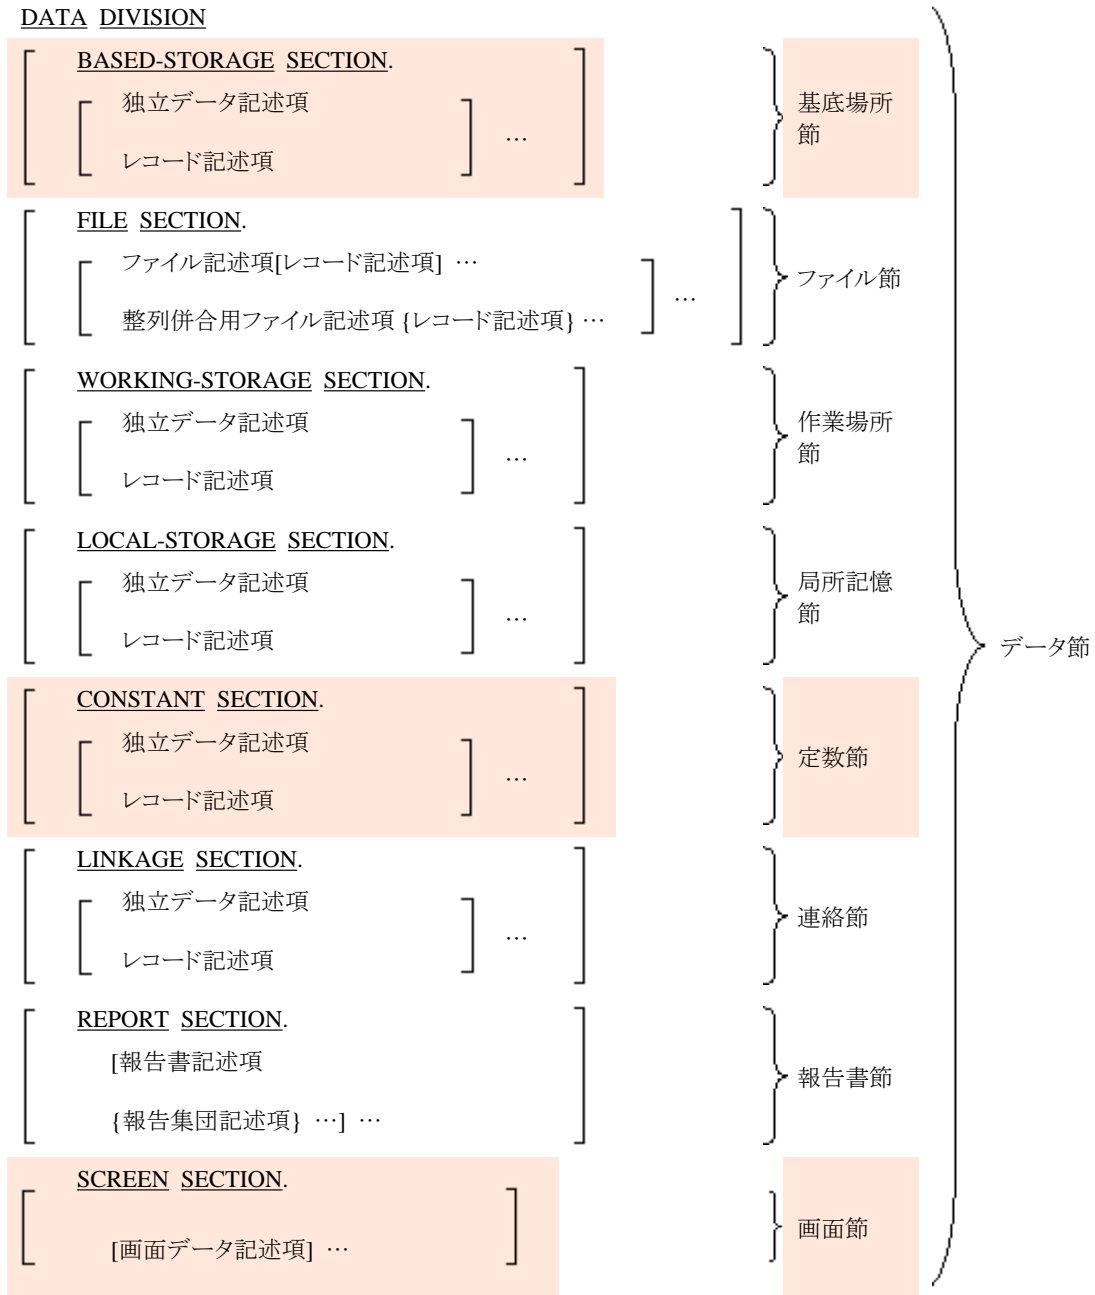 DATA DIVISION
BASED-STORAGE SECTION.
独立データ記述項
レコード記述項
…
基底場所
節
FILE SECTION.
ファイル記述項[レコード記述項] …
整列併合用ファイル記述項 {レコード記述項} …
…
ファイル節
WORKING-STORAGE SECTION.
独立データ記述項
レコード記述項
…
作業場所
節
LOCAL-STORAGE SECTION.
独立データ記述項
レコード記述項
…
局所記憶
節
データ節
CONSTANT SECTION.
独立データ記述項
レコード記述項
…
定数節
LINKAGE SECTION.
独立データ記述項
レコード記述項
…
連絡節
REPORT SECTION.
[報告書記述項
{報告集団記述項} …] …
報告書節
SCREEN SECTION.
[画面データ記述項] …
画面節